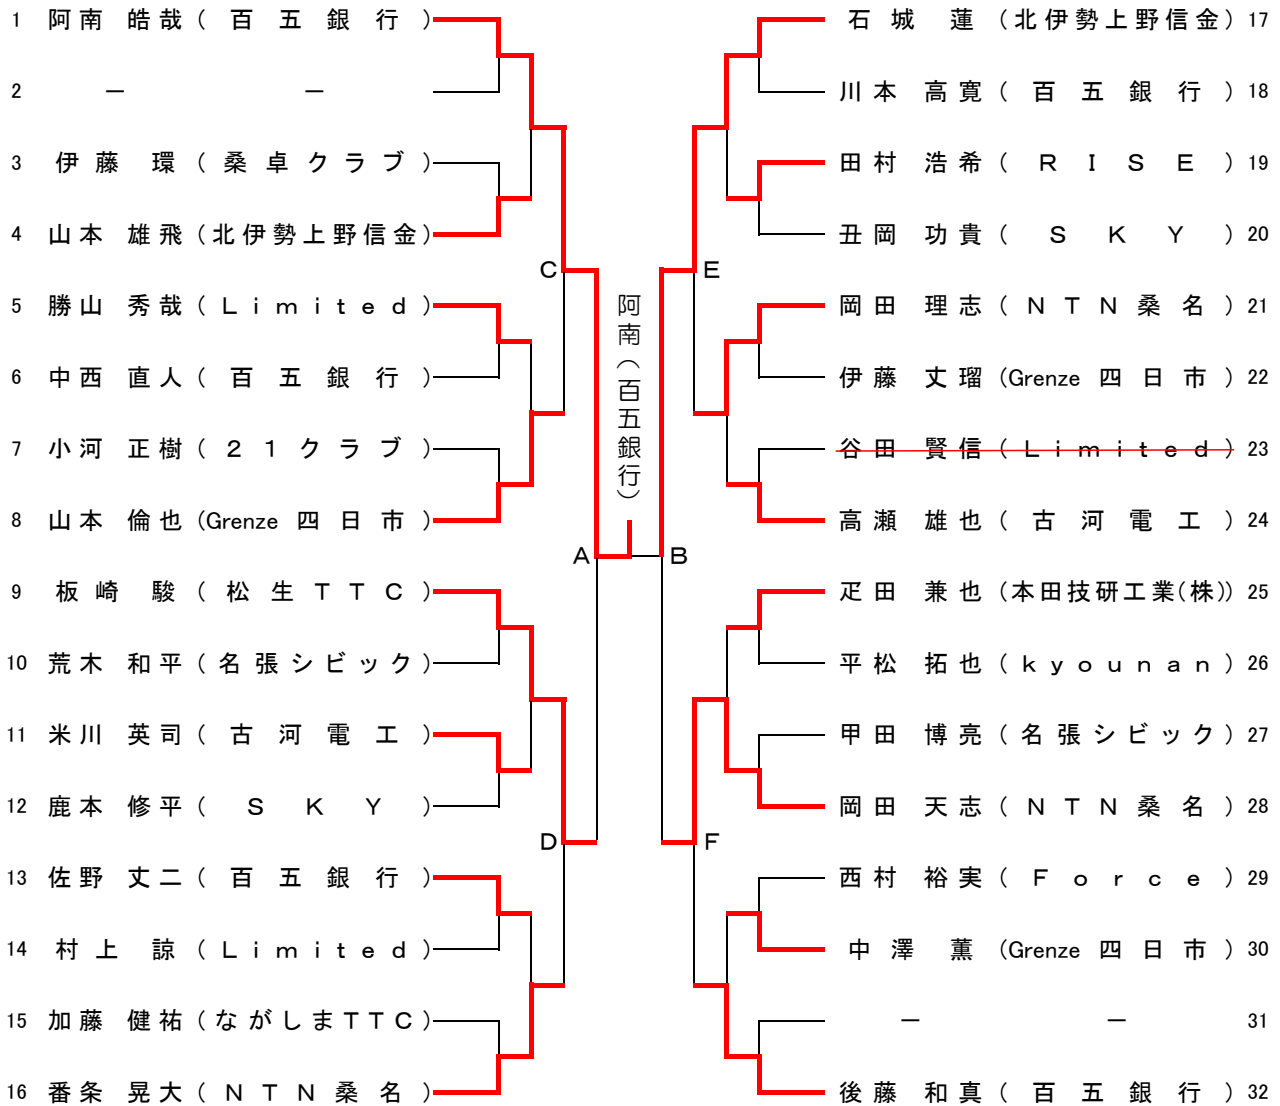 1 阿南 皓哉 ( 百 五 銀 行 )
2 － －
3 伊藤 環 ( 桑卓クラブ )
4 山本 雄飛 (北伊勢上野信金)
5 勝山 秀哉 ( Ｌｉｍｉｔｅｄ )
6 中西 直人 ( 百 五 銀 行 )
7 小河 正樹 ( ２１クラブ )
8 山本 倫也 (Grenze 四日市 )
9 板崎 駿 ( 松生ＴＴＣ )
10 荒木 和平 ( 名張シビック )
11 米川 英司 ( 古 河 電 工 )
12 鹿本 修平 ( Ｓ Ｋ Ｙ )
13 佐野 丈二 ( 百 五 銀 行 )
14 村上 諒 ( Ｌｉｍｉｔｅｄ )
15 加藤 健祐 ( ながしまＴＴＣ )
16 番条 晃大 ( ＮＴＮ桑名 )
C
A
D
阿南（百五銀行）
E
B
F
石城 蓮 (北伊勢上野信金) 17
川本 高寛 ( 百 五 銀 行 ) 18
田村 浩希 ( Ｒ Ｉ Ｓ Ｅ ) 19
丑岡 功貴 ( Ｓ Ｋ Ｙ ) 20
岡田 理志 ( ＮＴＮ桑名 ) 21
伊藤 丈瑠 (Grenze 四日市 ) 22
谷田 賢信 ( Ｌｉｍｉｔｅｄ ) 23
高瀬 雄也 ( 古 河 電 工 ) 24
疋田 兼也 (本田技研工業(株)) 25
平松 拓也 ( ｋｙｏｕｎａｎ ) 26
甲田 博亮 ( 名張シビック ) 27
岡田 天志 ( ＮＴＮ桑名 ) 28
西村 裕実 ( Ｆｏｒｃｅ ) 29
中澤 薫 (Grenze 四日市 ) 30
－ － 31
後藤 和真 ( 百 五 銀 行 ) 32